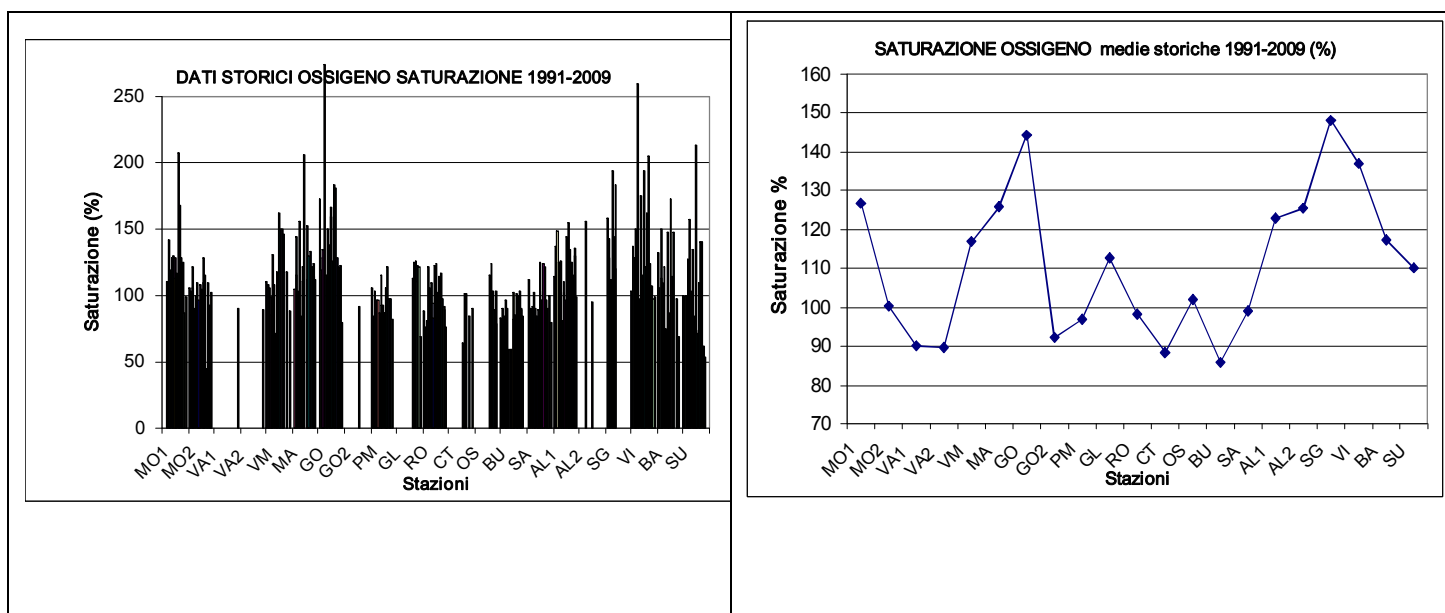 DATI STORICI OSSIGENO SATURAZIONE 1991-2009
Saturazione (%)
250
200
150
100
50
0
MO1 MO2 VA1 VA2 VM MA GO GO2 PM GL RO CT OS BU SA AL1 AL2 SG VI BA SU
Stazioni
SATURAZIONE OSSIGENO medie storiche 1991-2009 (%)
Saturazione %
160
150
140
130
120
110
100
90
80
70
MO1 MO2 VA1 VA2 VM MA GO GO2 PM GL RO CT OS BU SA AL1 AL2 SG VI BA SU
Stazioni